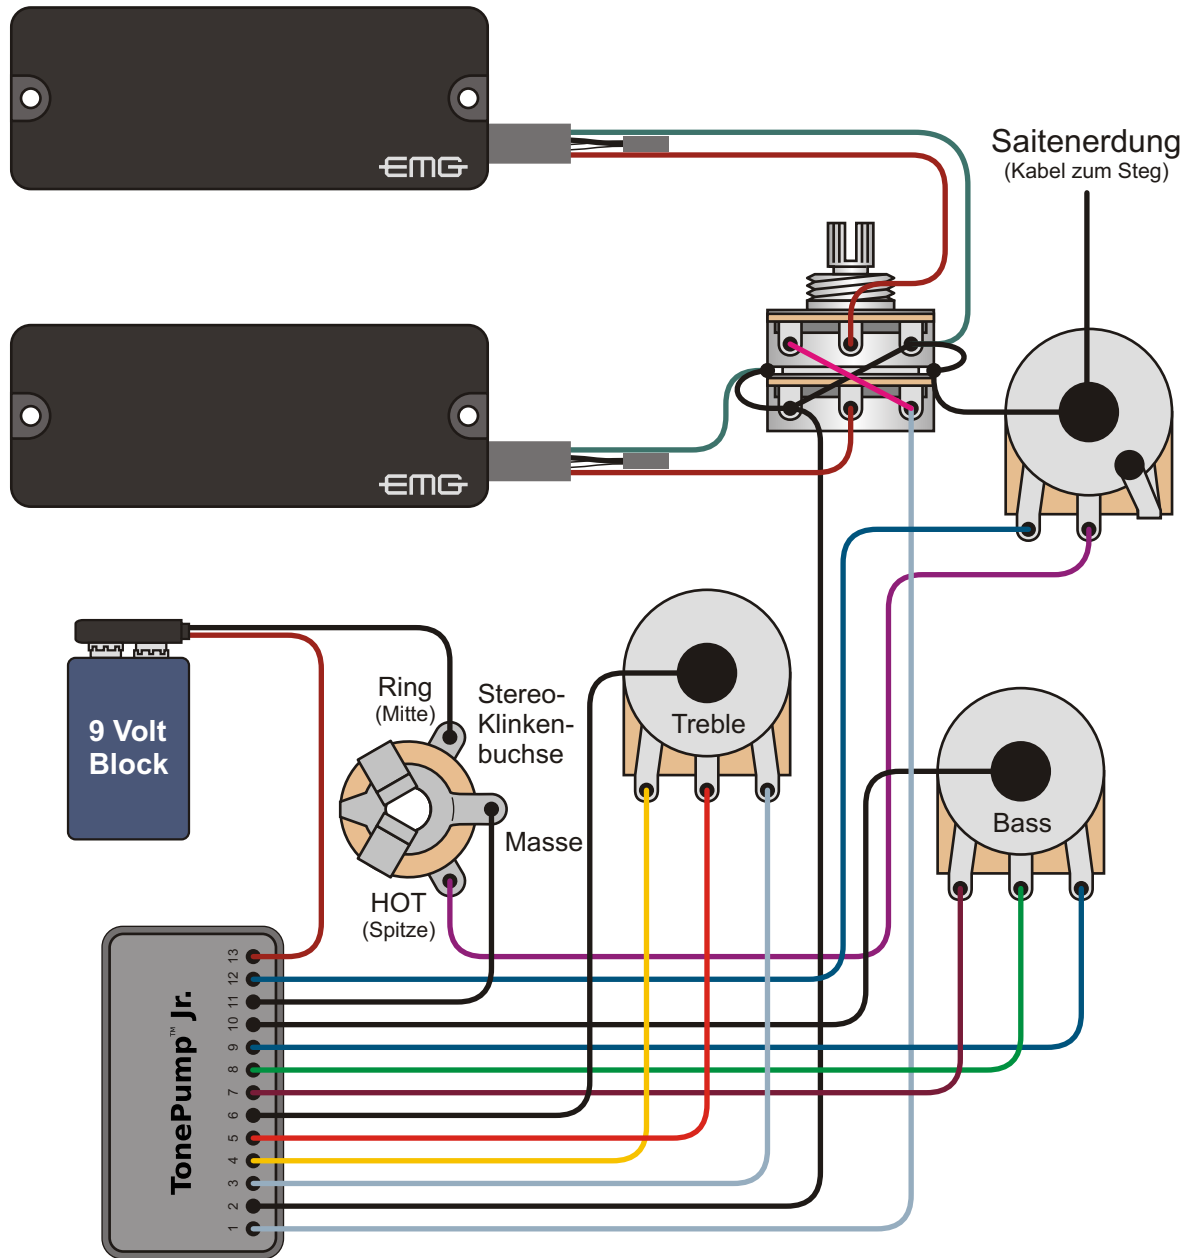 EMG
Saitenerdung
(Kabel zum Steg)
EMG
9 Volt
Block
Ring
(Mitte)
Stereo-
Klinken-
buchse
Masse
HOT
(Spitze)
Treble
Bass
TonePump™ Jr.
13
12
11
10
9
8
7
6
5
4
3
2
1